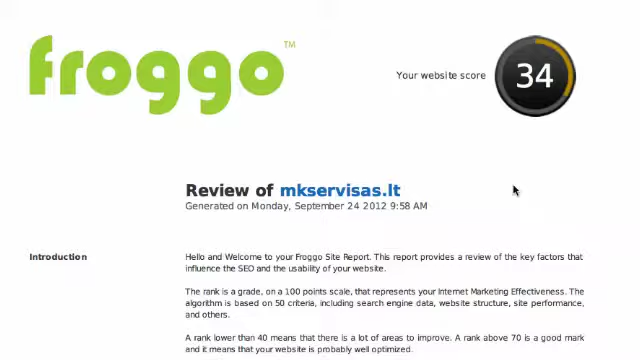 froggo™
Your website score
34
Review of mkservisas.lt
Generated on Monday, September 24 2012 9:58 AM
Introduction
Hello and Welcome to your Froggo Site Report. This report provides a review of the key factors that
influence the SEO and the usability of your website.
The rank is a grade, on a 100 points scale, that represents your Internet Marketing Effectiveness. The
algorithm is based on 50 criteria, including search engine data, website structure, site performance,
and others.
A rank lower than 40 means that there is a lot of areas to improve. A rank above 70 is a good mark
and it means that your website is probably well optimized.